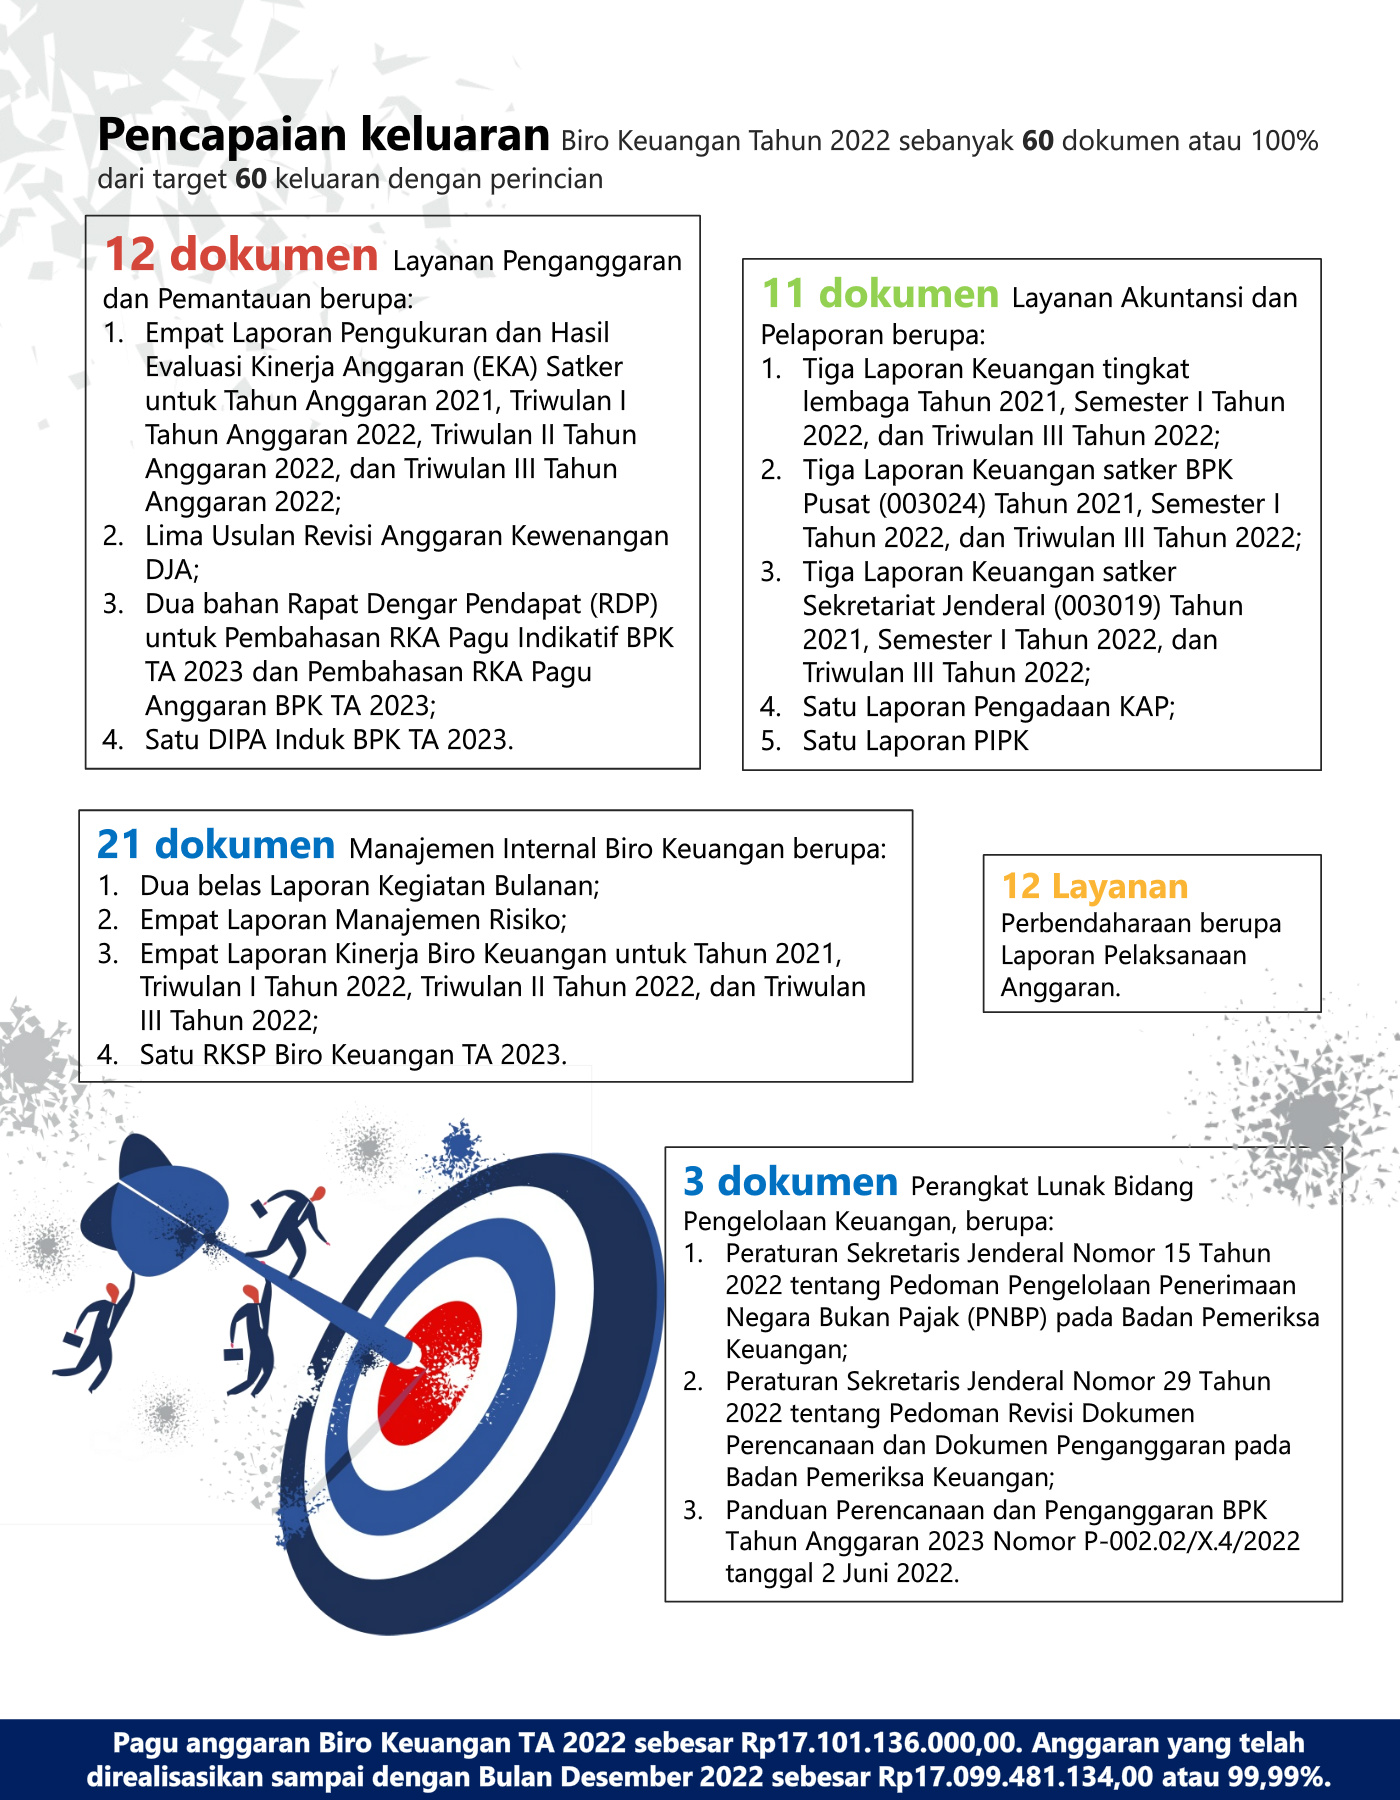 Pencapaian keluaran Biro Keuangan Tahun 2022 sebanyak 60 dokumen atau 100%
dari target 60 keluaran dengan perincian
12 dokumen Layanan Penganggaran
dan Pemantauan berupa:
1. Empat Laporan Pengukuran dan Hasil
Evaluasi Kinerja Anggaran (EKA) Satker
untuk Tahun Anggaran 2021, Triwulan I
Tahun Anggaran 2022, Triwulan II Tahun
Anggaran 2022, dan Triwulan III Tahun
Anggaran 2022;
2. Lima Usulan Revisi Anggaran Kewenangan
DJA;
3. Dua bahan Rapat Dengar Pendapat (RDP)
untuk Pembahasan RKA Pagu Indikatif BPK
TA 2023 dan Pembahasan RKA Pagu
Anggaran BPK TA 2023;
4. Satu DIPA Induk BPK TA 2023.
11 dokumen Layanan Akuntansi dan
Pelaporan berupa:
1. Tiga Laporan Keuangan tingkat
lembaga Tahun 2021, Semester I Tahun
2022, dan Triwulan III Tahun 2022;
2. Tiga Laporan Keuangan satker BPK
Pusat (003024) Tahun 2021, Semester I
Tahun 2022, dan Triwulan III Tahun 2022;
3. Tiga Laporan Keuangan satker
Sekretariat Jenderal (003019) Tahun
2021, Semester I Tahun 2022, dan
Triwulan III Tahun 2022;
4. Satu Laporan Pengadaan KAP;
5. Satu Laporan PIPK
21 dokumen Manajemen Internal Biro Keuangan berupa:
1. Dua belas Laporan Kegiatan Bulanan;
2. Empat Laporan Manajemen Risiko;
3. Empat Laporan Kinerja Biro Keuangan untuk Tahun 2021,
Triwulan I Tahun 2022, Triwulan II Tahun 2022, dan Triwulan
III Tahun 2022;
4. Satu RKSP Biro Keuangan TA 2023.
12 Layanan
Perbendaharaan berupa
Laporan Pelaksanaan
Anggaran.
3 dokumen Perangkat Lunak Bidang
Pengelolaan Keuangan, berupa:
1. Peraturan Sekretaris Jenderal Nomor 15 Tahun
2022 tentang Pedoman Pengelolaan Penerimaan
Negara Bukan Pajak (PNBP) pada Badan Pemeriksa
Keuangan;
2. Peraturan Sekretaris Jenderal Nomor 29 Tahun
2022 tentang Pedoman Revisi Dokumen
Perencanaan dan Dokumen Penganggaran pada
Badan Pemeriksa Keuangan;
3. Panduan Perencanaan dan Penganggaran BPK
Tahun Anggaran 2023 Nomor P-002.02/X.4/2022
tanggal 2 Juni 2022.
Pagu anggaran Biro Keuangan TA 2022 sebesar Rp17.101.136.000,00. Anggaran yang telah
direalisasikan sampai dengan Bulan Desember 2022 sebesar Rp17.099.481.134,00 atau 99,99%.